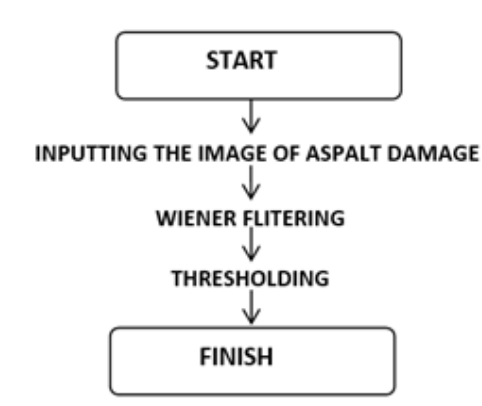 START
INPUTTING THE IMAGE OF ASPALT DAMAGE
WIENER FLITERING
THRESHOLDING
FINISH